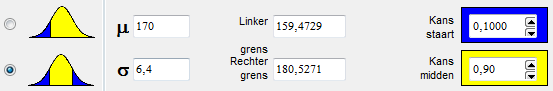 μ 170 Linker grens 159,4729 Kans staart 0,1000
σ 6,4 Rechter grens 180,5271 Kans midden 0,90